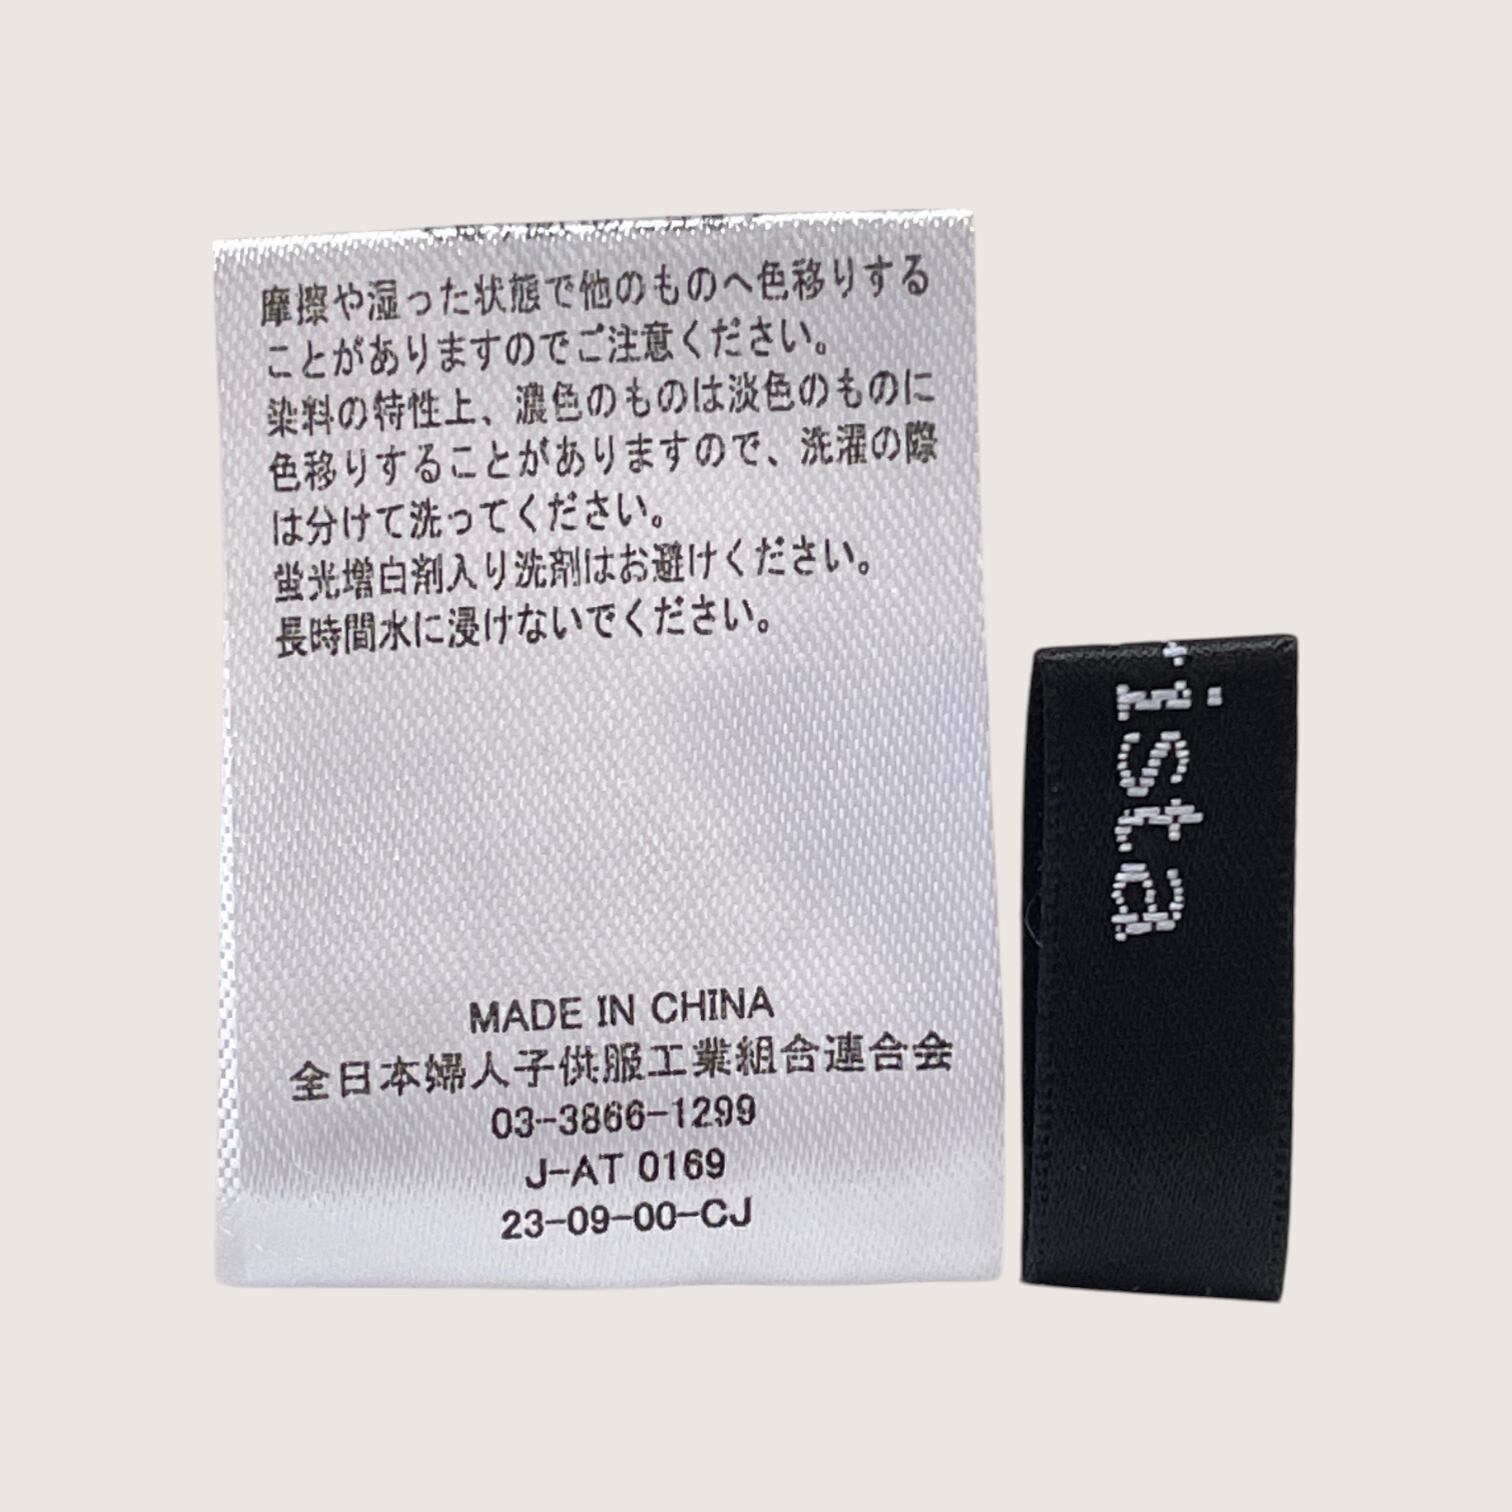 摩擦や湿った状態で他のものへ色移りする
ことがありますのでご注意ください。
染料の特性上、濃色のものは淡色のものに
色移りすることがありますので、洗濯の際
は分けて洗ってください。
蛍光増白剤入り洗剤はお避けください。
長時間水に浸けないでください。
MADE IN CHINA
全日本婦人子供服工業組合連合会
03-3866-1299
J-AT 0169
23-09-00-CJ
ista